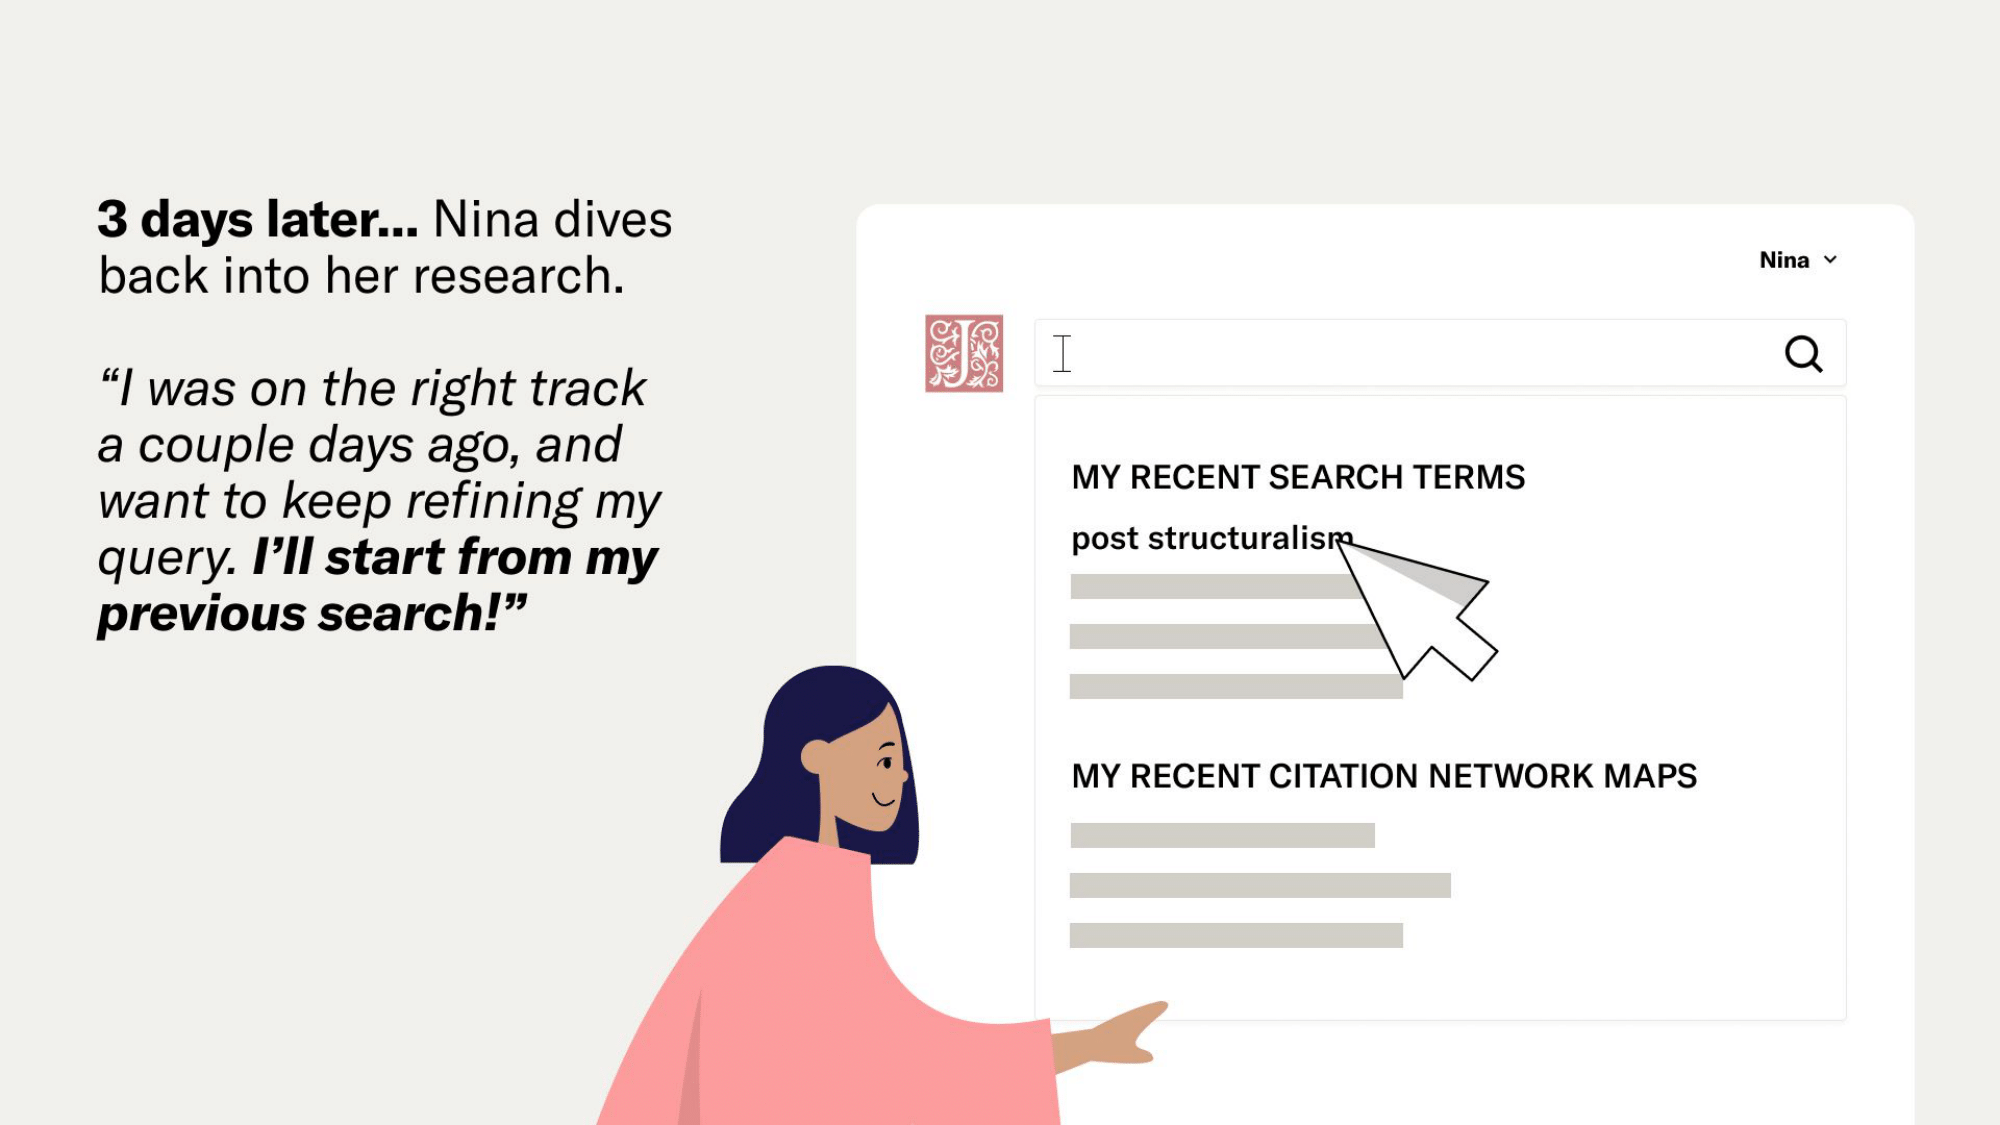 3 days later... Nina dives
back into her research.
“I was on the right track
a couple days ago, and
want to keep refining my
query. I’ll start from my
previous search!”
Nina
J
MY RECENT SEARCH TERMS
post structuralism
MY RECENT CITATION NETWORK MAPS